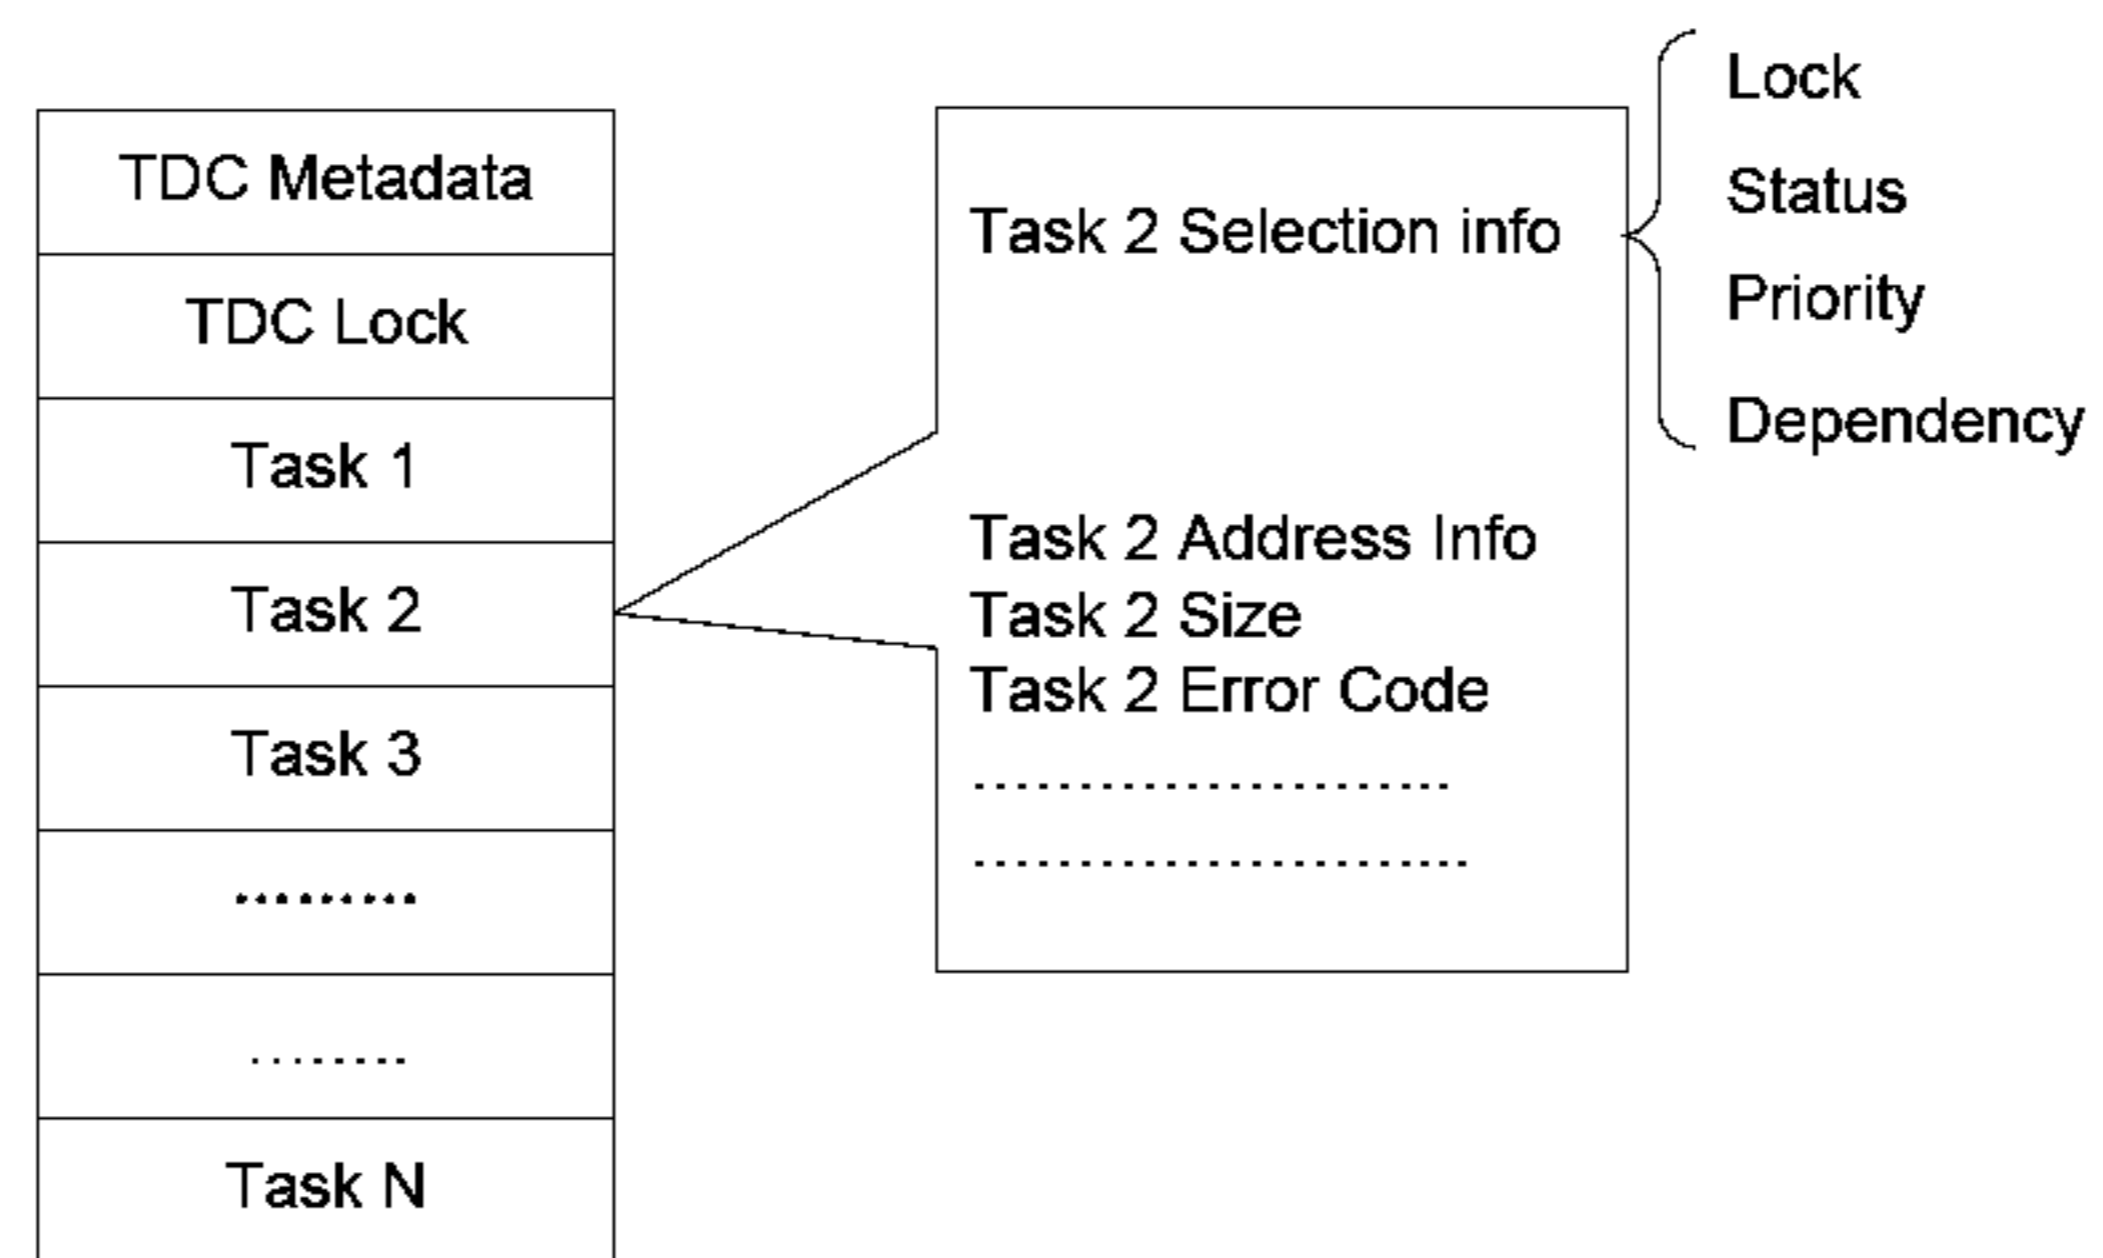 TDC Metadata
TDC Lock
Task 1
Task 2
Task 3
.........
........
Task N
Task 2 Selection info
Task 2 Address Info
Task 2 Size
Task 2 Error Code
.......................
........................
Lock
Status
Priority
Dependency